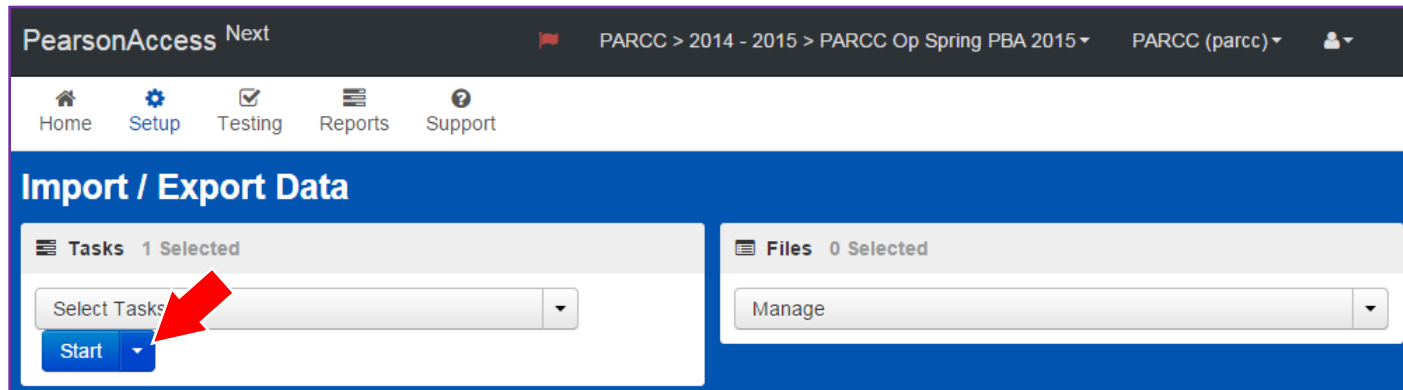 PearsonAccess Next PARCC > 2014 - 2015 > PARCC Op Spring PBA 2015 PARCC (parcc)
Home Setup Testing Reports Support
Import / Export Data
Tasks 1 Selected
Files 0 Selected
Select Tasks
Manage
Start